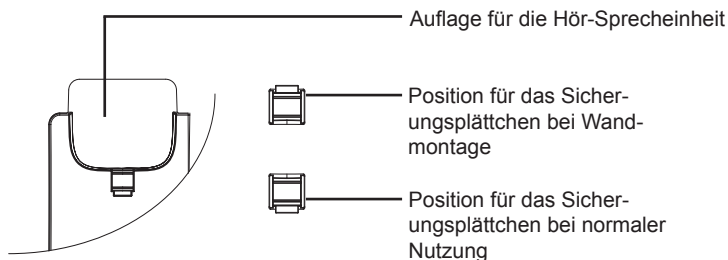 Auflage für die Hör-Sprecheinheit
Position für das Sicher-
ungsplättchen bei Wand-
montage
Position für das Sicher-
ungsplättchen bei normaler
Nutzung